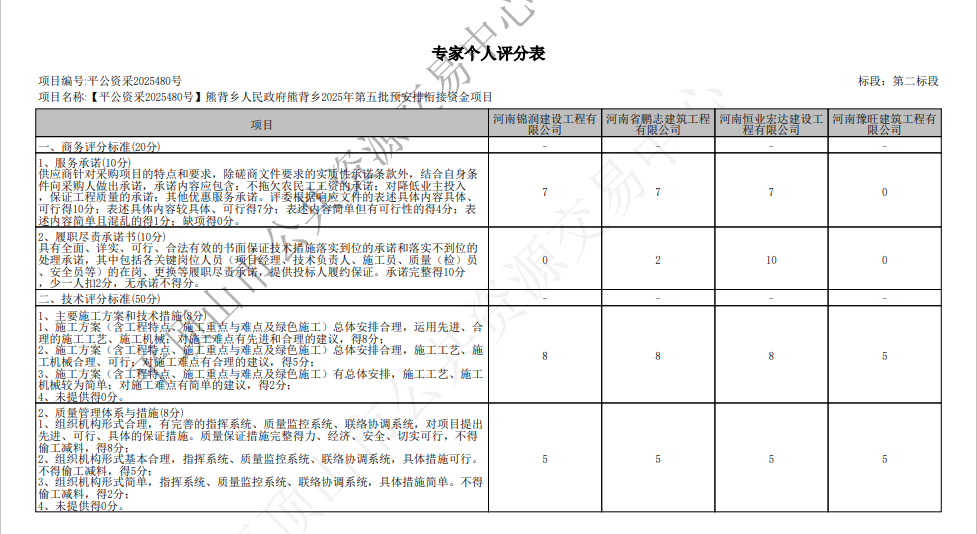 专家个人评分表
项目编号:平公资采2025480号 标段：第二标段
项目名称:【平公资采2025480号】熊背乡人民政府熊背乡2025年第五批预安排衔接资金项目
项目 河南锦润建设工程有限公司 河南省鹏志建筑工程有限公司 河南恒业宏达建设工程有限公司 河南豫旺建筑工程有限公司
一、商务评分标准(20分) - - - -
1、服务承诺(10分)
供应商针对采购项目的特点和要求，除磋商文件要求的实质性承诺条款外，结合自身条
件向采购人做出承诺，承诺内容应包含：不拖欠农民工工资的承诺；对降低业主投入
，保证工程质量的承诺；其他优惠服务承诺。评委根据响应文件的表述具体内容具体、
可行得10分；表述具体内容较具体、可行得7分；表述内容简单但有可行性的得4分；表
述内容简单且混乱的得1分；缺项得0分。
7 7 7 0
2、履职尽责承诺书(10分)
具有全面、详实、可行、合法有效的书面保证技术措施落实到位的承诺和落实不到位的
处理承诺，其中包括各关键岗位人员（项目经理、技术负责人、施工员、质量（检）员
、安全员等）的在岗、更换等履职尽责承诺，提供投标人履约保证。承诺完整得10分
，少一人扣2分，无承诺不得分。
0 2 10 0
二、技术评分标准(50分) - - - -
1、主要施工方案和技术措施(8分)
1、施工方案（含工程特点、施工重点与难点及绿色施工）总体安排合理，运用先进、合
理的施工工艺、施工机械；对施工难点有先进和合理的建议，得8分；
2、施工方案（含工程特点、施工重点与难点及绿色施工）总体安排合理，施工工艺、施
工机械合理、可行；对施工难点有合理的建议，得5分；
3、施工方案（含工程特点、施工重点与难点及绿色施工）有总体安排，施工工艺、施工
机械较为简单；对施工难点有简单的建议，得2分；
4、未提供得0分。
8 8 8 5
2、质量管理体系与措施(8分)
1、组织机构形式合理，有完善的指挥系统、质量监控系统、联络协调系统，对项目提出
先进、可行、具体的保证措施。质量保证措施完整得力、经济、安全、切实可行，不得
偷工减料，得8分；
2、组织机构形式基本合理，指挥系统、质量监控系统、联络协调系统，具体措施可行。
不得偷工减料，得5分；
3、组织机构形式简单，指挥系统、质量监控系统、联络协调系统，具体措施简单。不得
偷工减料，得2分；
4、未提供得0分。
5 5 5 5
平顶山市公共资源交易中心
平顶山市公共资源交易中心